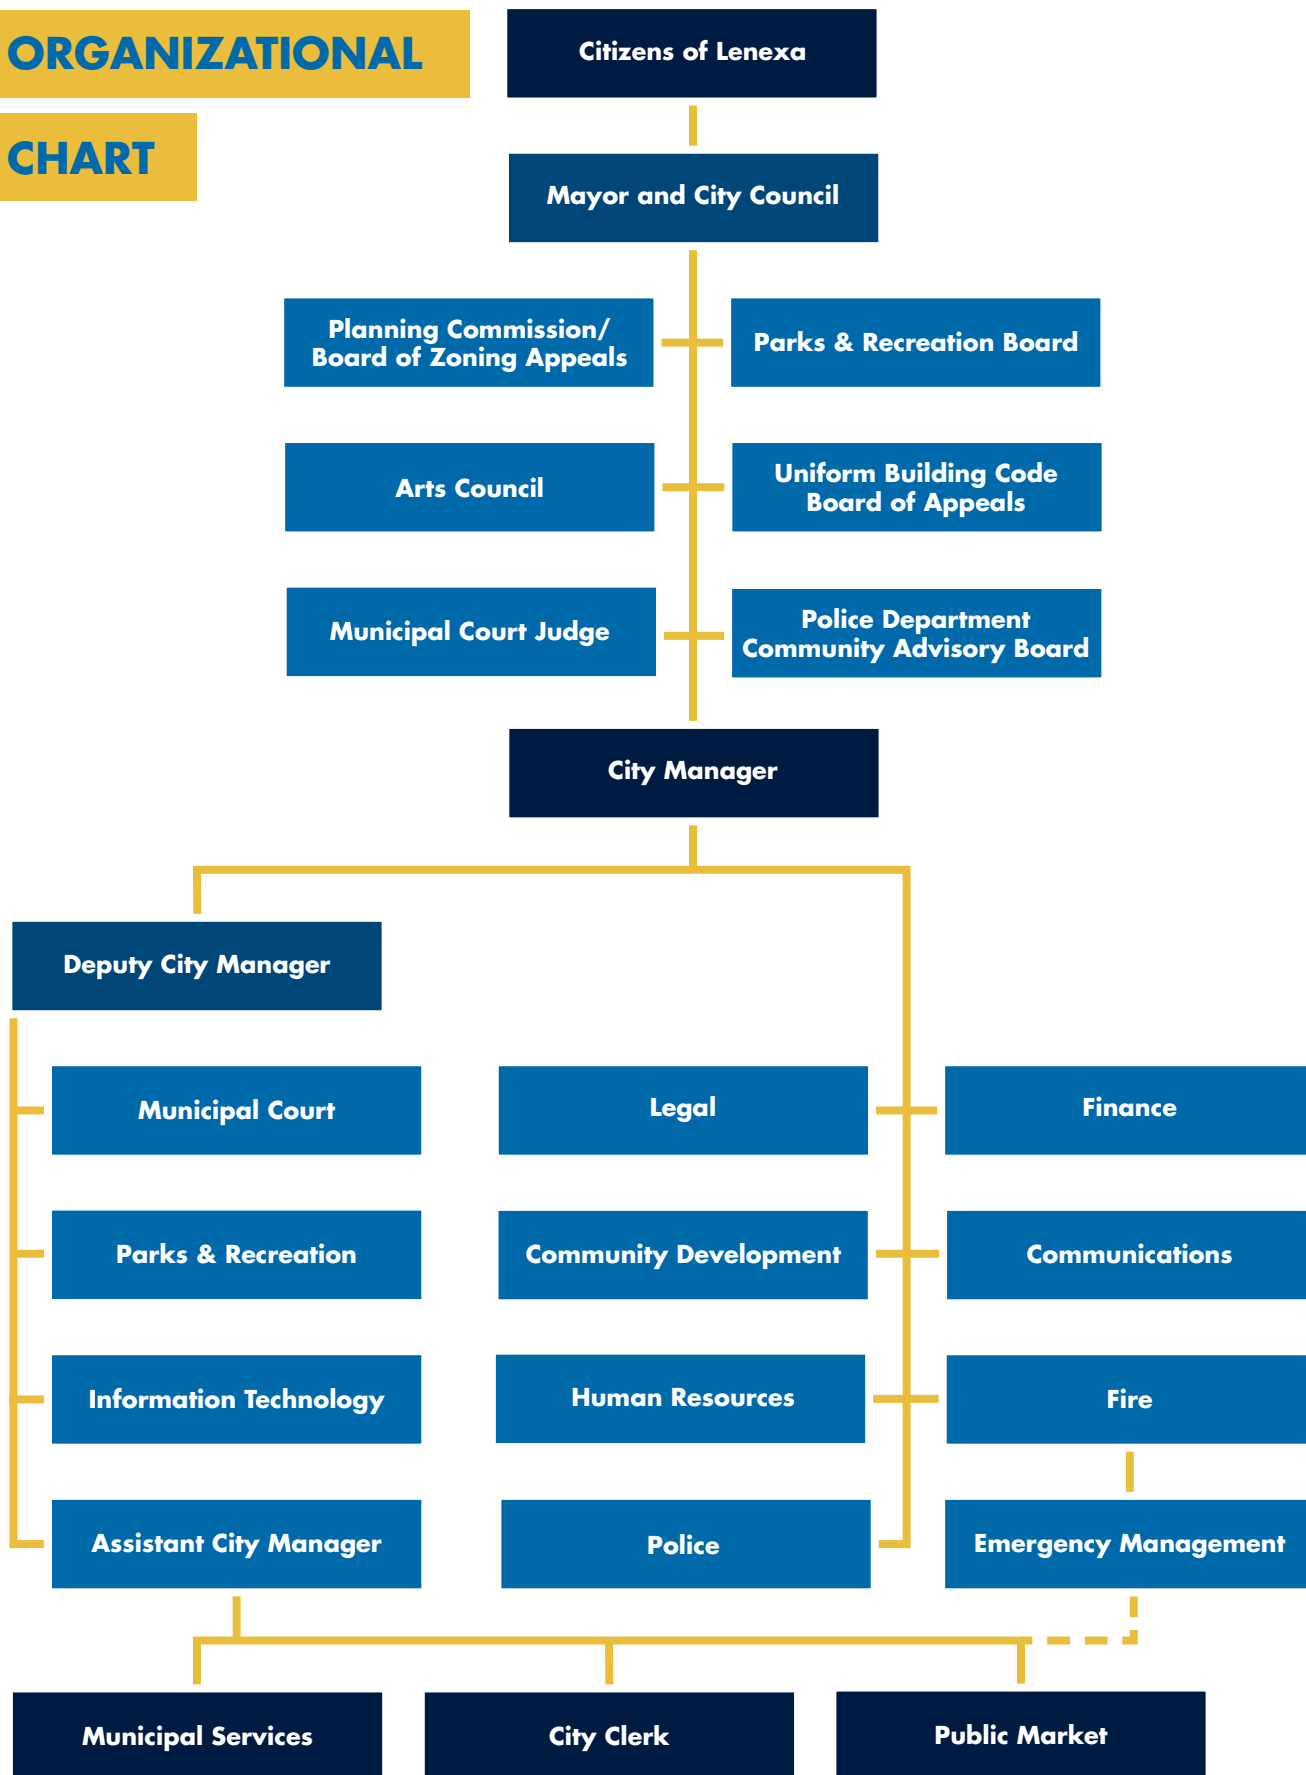 ORGANIZATIONAL
CHART
Citizens of Lenexa
Mayor and City Council
Planning Commission/
Board of Zoning Appeals
Parks & Recreation Board
Arts Council
Uniform Building Code
Board of Appeals
Municipal Court Judge
Police Department
Community Advisory Board
City Manager
Deputy City Manager
Municipal Court
Legal
Finance
Parks & Recreation
Community Development
Communications
Information Technology
Human Resources
Fire
Assistant City Manager
Police
Emergency Management
Municipal Services
City Clerk
Public Market